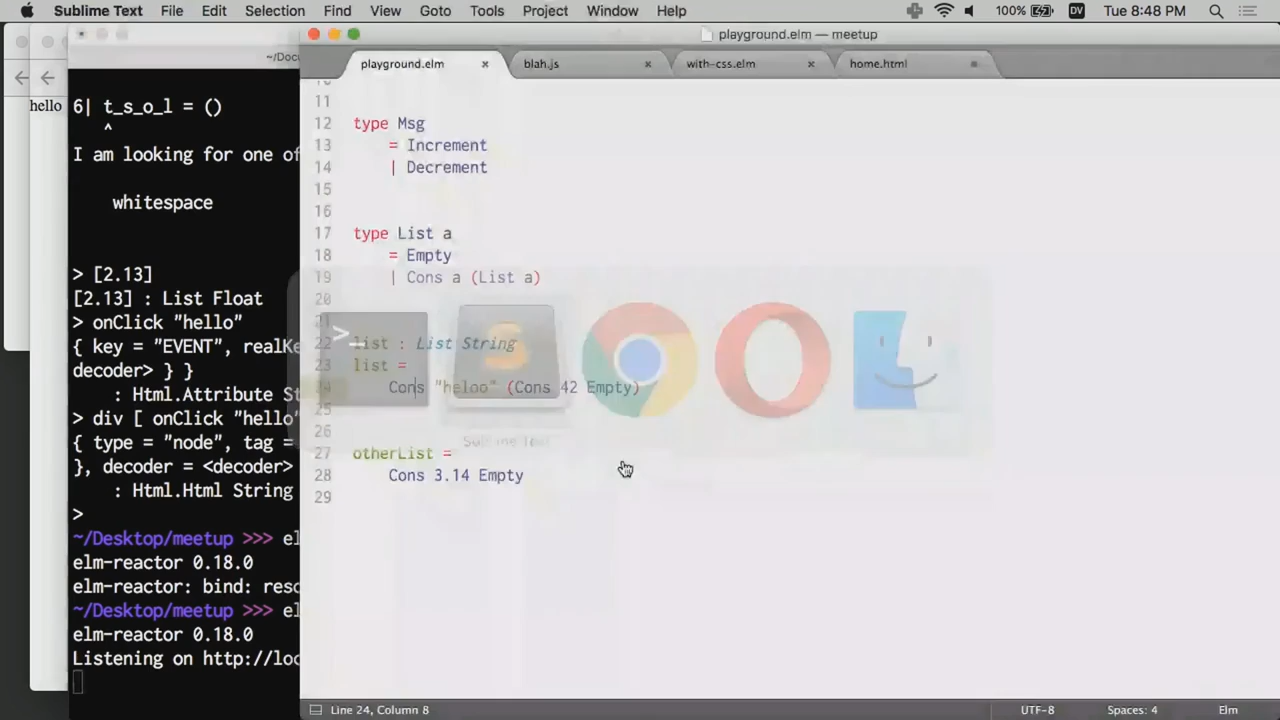 Sublime Text File Edit Selection Find View Goto Tools Project Window Help 100% DV Tue 8:48 PM
playground.elm — meetup
~/Docu
playground.elm × blah.js × with-css.elm × home.html
hello
6| t_s_o_l = ()
^
I am looking for one of
whitespace
> [2.13]
[2.13] : List Float
> onClick "hello"
{ key = "EVENT", realKe
decoder> } }
: Html.Attribute St
> div [ onClick "hello"
{ type = "node", tag =
}, decoder = <decoder>
: Html.Html String
>
~/Desktop/meetup >>> el
elm-reactor 0.18.0
elm-reactor: bind: reso
~/Desktop/meetup >>> el
elm-reactor 0.18.0
Listening on http://loc
11
12 type Msg
13 = Increment
14 | Decrement
15
16
17 type List a
18 = Empty
19 | Cons a (List a)
20
21
22 list : List String
23 list =
24 Cons "heloo" (Cons 42 Empty)
25
26
27 otherList =
28 Cons 3.14 Empty
29
>_
S
Sublime Text
Line 24, Column 8 UTF-8 Spaces: 4 Elm